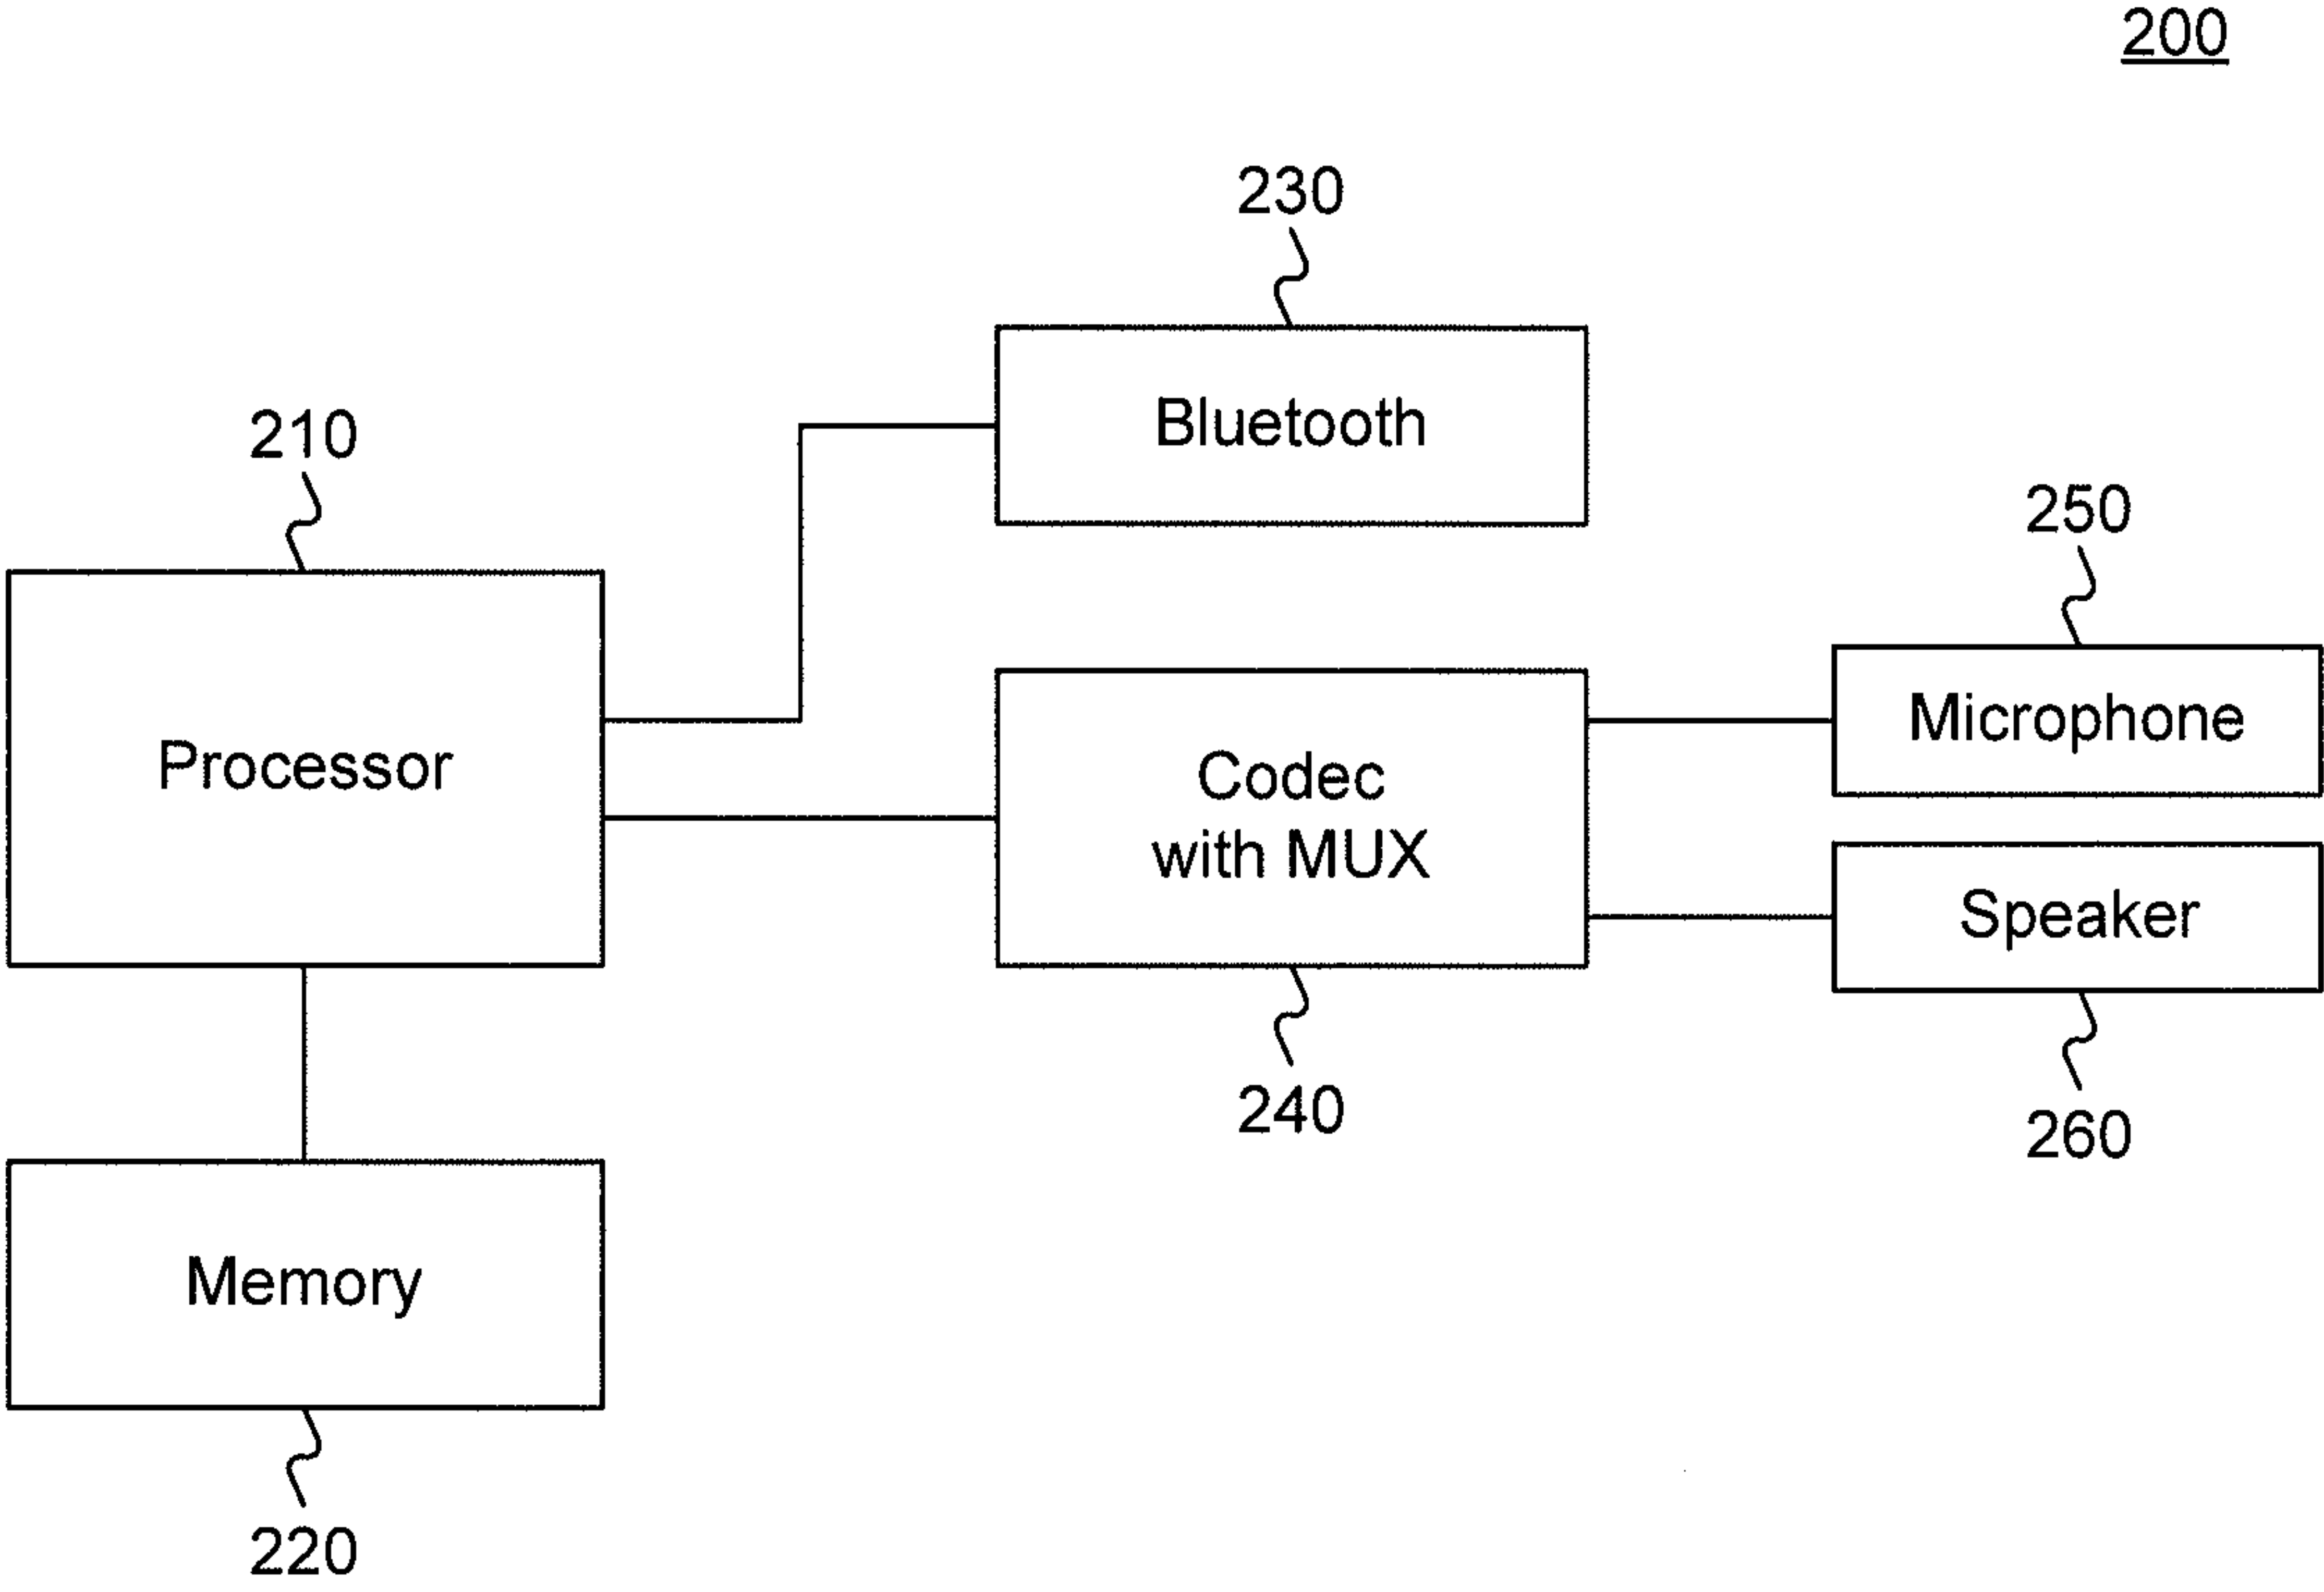 200
230
Bluetooth
210
250
Processor
Codec
with MUX
Microphone
Speaker
240
260
Memory
220